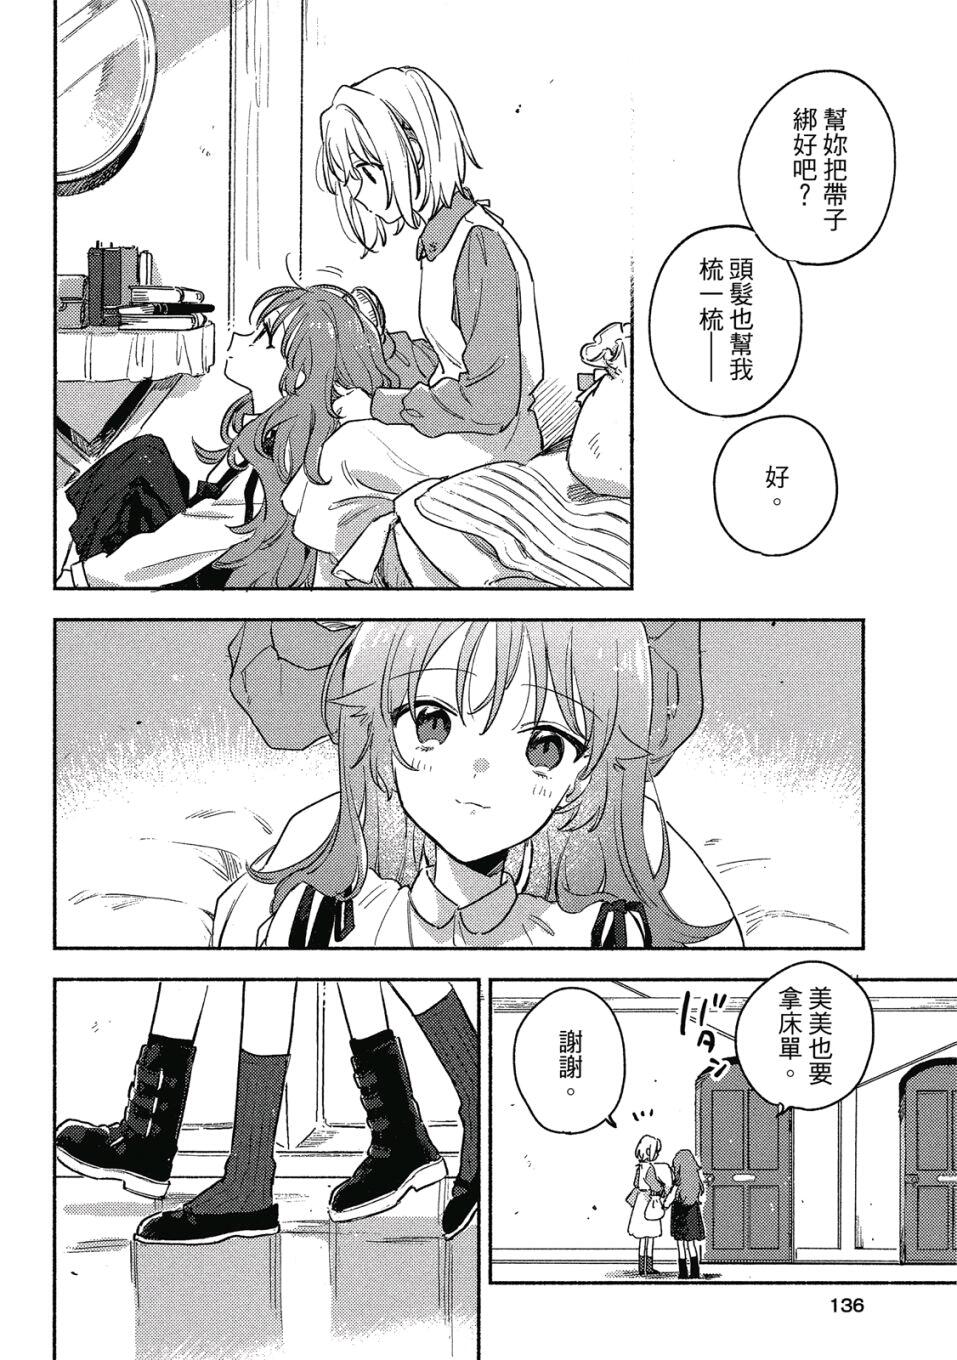 幫妳把帶子
綁好吧？
頭髮也幫我
梳一梳——
好。
美美也要
拿床單。
バタン
謝謝。
136